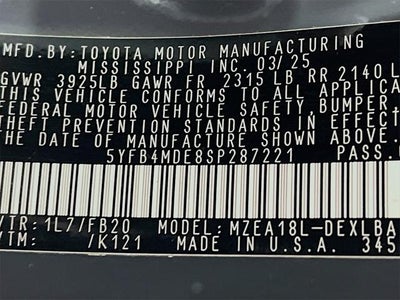 MFD. BY: TOYOTA MOTOR MANUFACTURING
MISSISSIPPI INC. 03/25
GVWR 3925LB GAWR FR 2315 LB RR 2140 L
THIS VEHICLE CONFORMS TO ALL APPLICA
FEDERAL MOTOR VEHICLE SAFETY, BUMPER,
THEFT PREVENTION STANDARDS IN EFFECT
THE DATE OF MANUFACTURE SHOWN ABOVE.
5YFB4MDE8SP287221 PASS.C
/TR: 1L7/FB20 MODEL: MZEA18L-DEXLBA
/TM: /K121 MADE IN U.S.A. 345